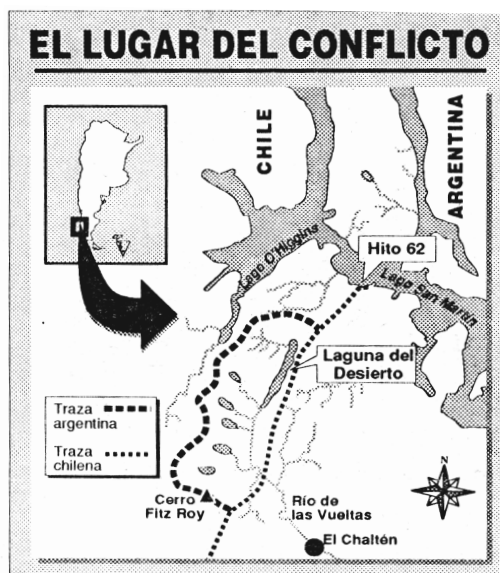 EL LUGAR DEL CONFLICTO
CHILE
ARGENTINA
Hito 62
Lago O'Higgins
Lago San Martín
Laguna del
Desierto
Traza
argentina
Traza
chilena
N
Cerro
Fitz Roy
Río de
las Vueltas
El Chaltén